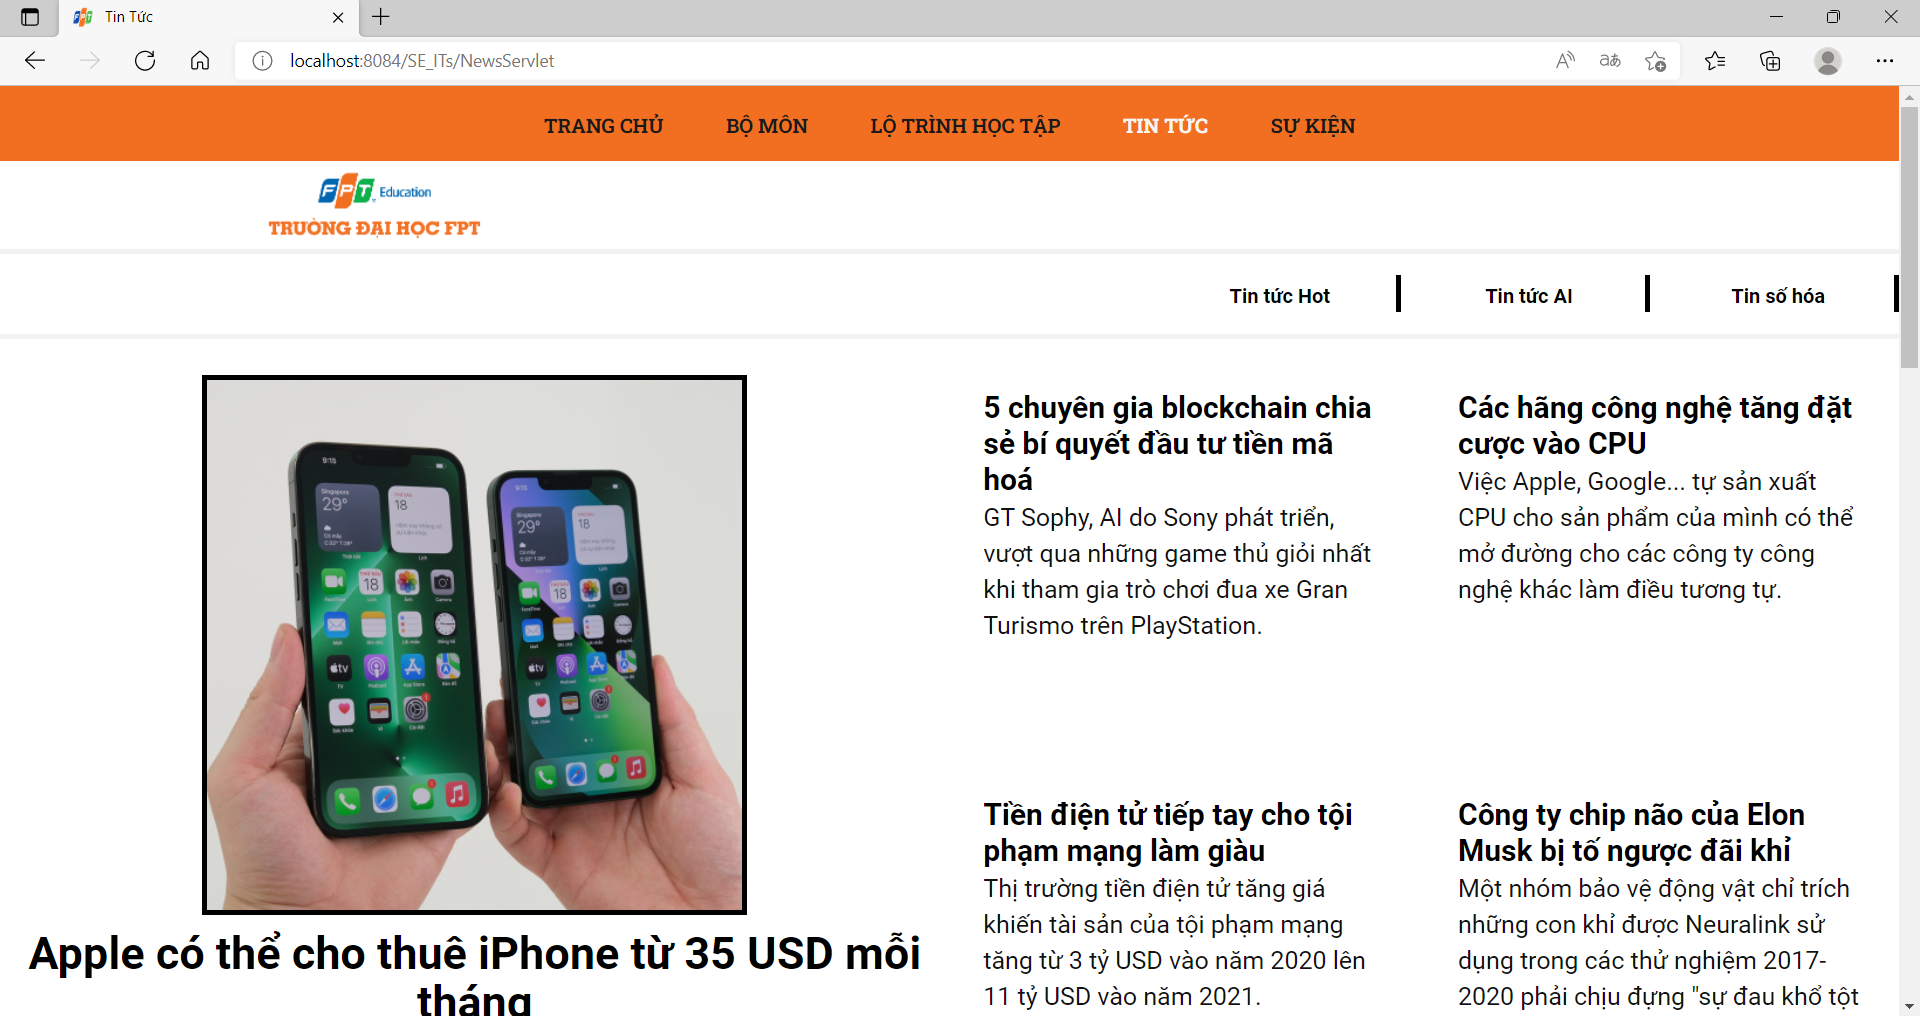 Tin Tức
localhost:8084/SE_ITs/NewsServlet
TRANG CHỦ BỘ MÔN LỘ TRÌNH HỌC TẬP TIN TỨC SỰ KIỆN
FPT Education
TRƯỜNG ĐẠI HỌC FPT
Tin tức Hot Tin tức AI Tin số hóa
Apple có thể cho thuê iPhone từ 35 USD mỗi
tháng
5 chuyên gia blockchain chia
sẻ bí quyết đầu tư tiền mã
hoá
GT Sophy, AI do Sony phát triển,
vượt qua những game thủ giỏi nhất
khi tham gia trò chơi đua xe Gran
Turismo trên PlayStation.
Các hãng công nghệ tăng đặt
cược vào CPU
Việc Apple, Google... tự sản xuất
CPU cho sản phẩm của mình có thể
mở đường cho các công ty công
nghệ khác làm điều tương tự.
Tiền điện tử tiếp tay cho tội
phạm mạng làm giàu
Thị trường tiền điện tử tăng giá
khiến tài sản của tội phạm mạng
tăng từ 3 tỷ USD vào năm 2020 lên
11 tỷ USD vào năm 2021.
Công ty chip não của Elon
Musk bị tố ngược đãi khỉ
Một nhóm bảo vệ động vật chỉ trích
những con khỉ được Neuralink sử
dụng trong các thử nghiệm 2017-
2020 phải chịu đựng "sự đau khổ tột